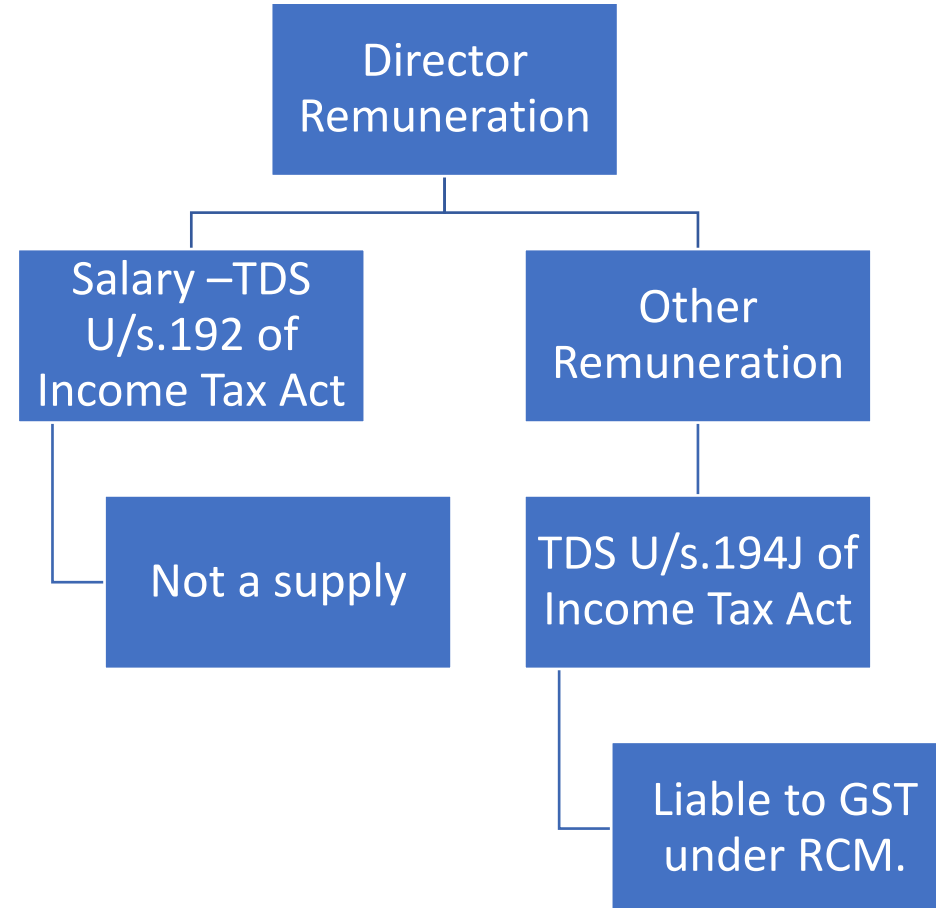 Director
Remuneration
Salary –TDS
U/s.192 of
Income Tax Act
Not a supply
Other
Remuneration
TDS U/s.194J of
Income Tax Act
Liable to GST
under RCM.